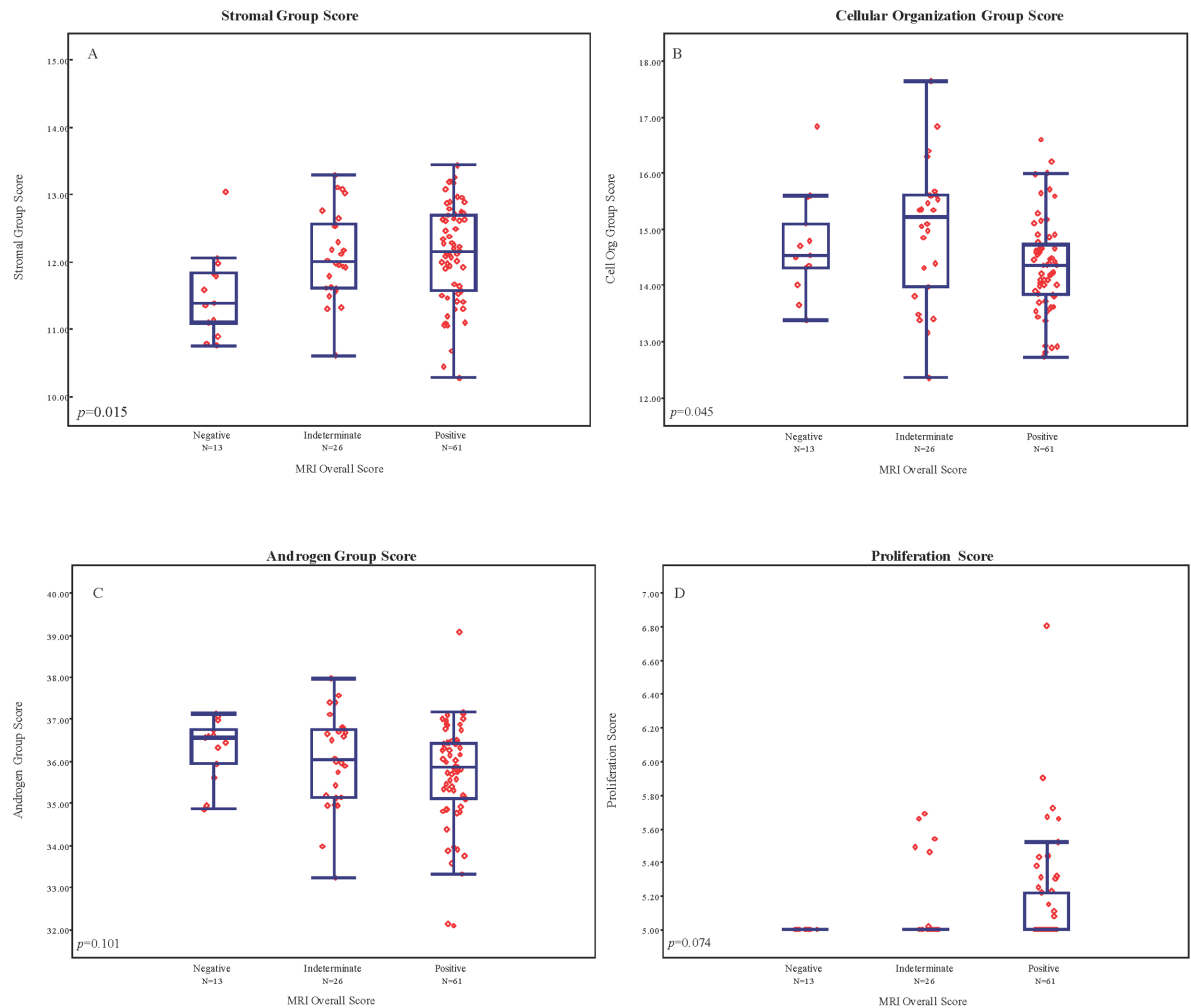 Stromal Group Score
A
15.00
14.00
13.00
12.00
11.00
10.00
Stromal Group Score
p=0.015
Negative
N=13
Indeterminate
N=26
Positive
N=61
MRI Overall Score
Cellular Organization Group Score
B
18.00
17.00
16.00
15.00
14.00
13.00
12.00
Cell Org Group Score
p=0.045
Negative
N=13
Indeterminate
N=26
Positive
N=61
MRI Overall Score
Androgen Group Score
C
40.00
39.00
38.00
37.00
36.00
35.00
34.00
33.00
32.00
Androgen Group Score
p=0.101
Negative
N=13
Indeterminate
N=26
Positive
N=61
MRI Overall Score
Proliferation Score
D
7.00
6.80
6.60
6.40
6.20
6.00
5.80
5.60
5.40
5.20
5.00
Proliferation Score
p=0.074
Negative
N=13
Indeterminate
N=26
Positive
N=61
MRI Overall Score